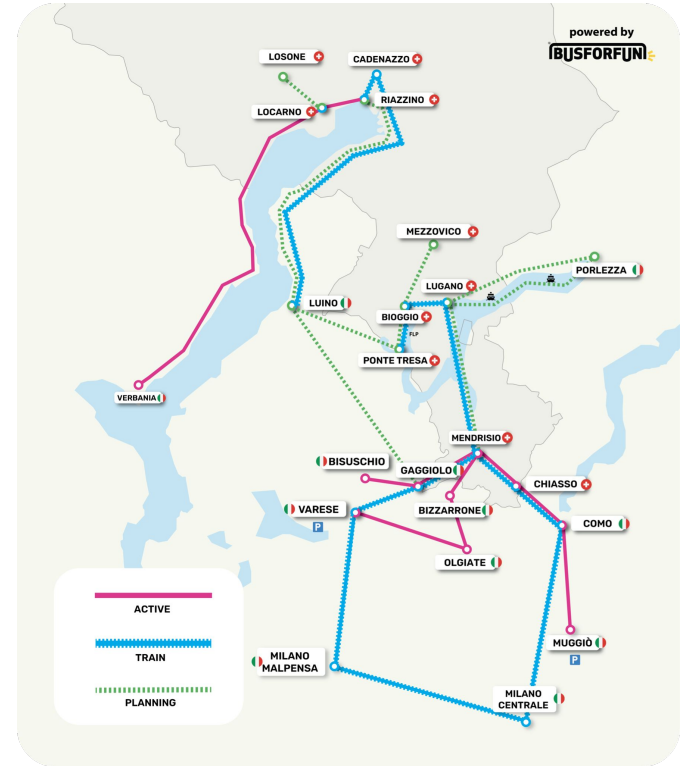 powered by
BUSFORFUN
LOSONE
CADENAZZO
LOCARNO
RIAZZINO
MEZZOVICO
PORLEZZA
LUGANO
LUINO
BIOGGIO
FLP
PONTE TRESA
VERBANIA
MENDRISIO
BISUSCHIO
GAGGIOLO
CHIASSO
VARESE
P
BIZZARRONE
COMO
OLGIATE
ACTIVE
TRAIN
PLANNING
MUGGIÒ
P
MILANO
MALPENSA
MILANO
CENTRALE